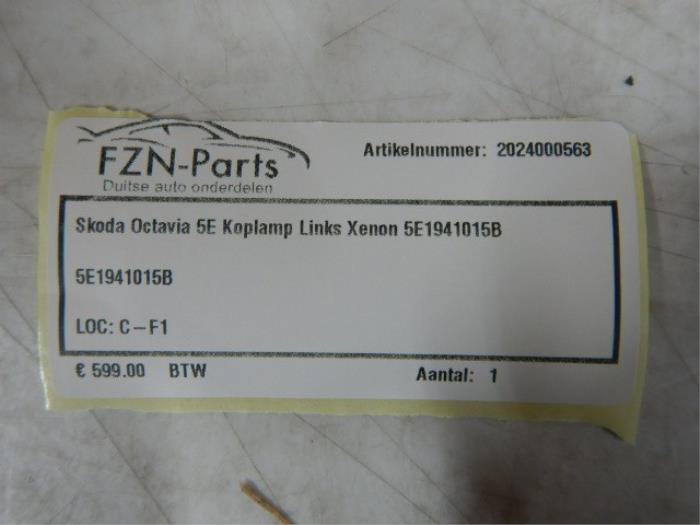 FZN-Parts
Duitse auto onderdelen
Artikelnummer: 2024000563
Skoda Octavia 5E Koplamp Links Xenon 5E1941015B
5E1941015B
LOC: C-F1
€ 599.00 BTW Aantal: 1